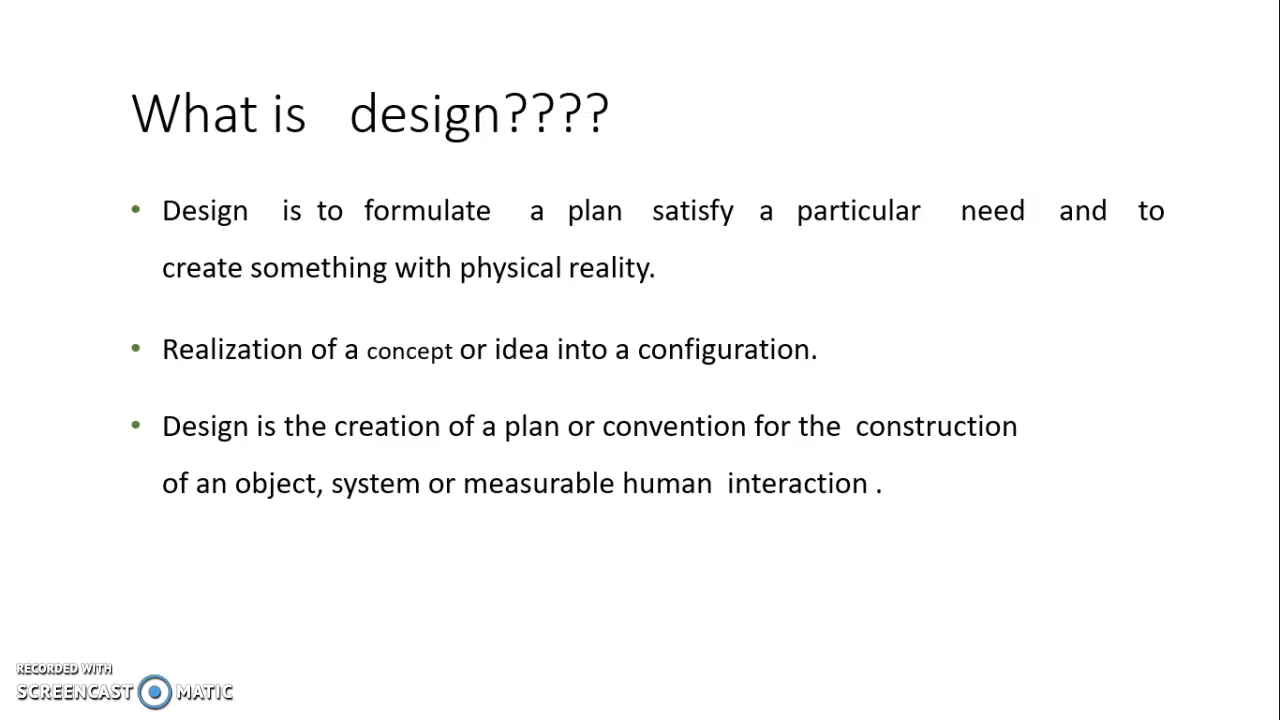 What is design????
• Design is to formulate a plan satisfy a particular need and to
create something with physical reality.
• Realization of a concept or idea into a configuration.
• Design is the creation of a plan or convention for the construction
of an object, system or measurable human interaction .
RECORDED WITH
SCREENCAST MATIC